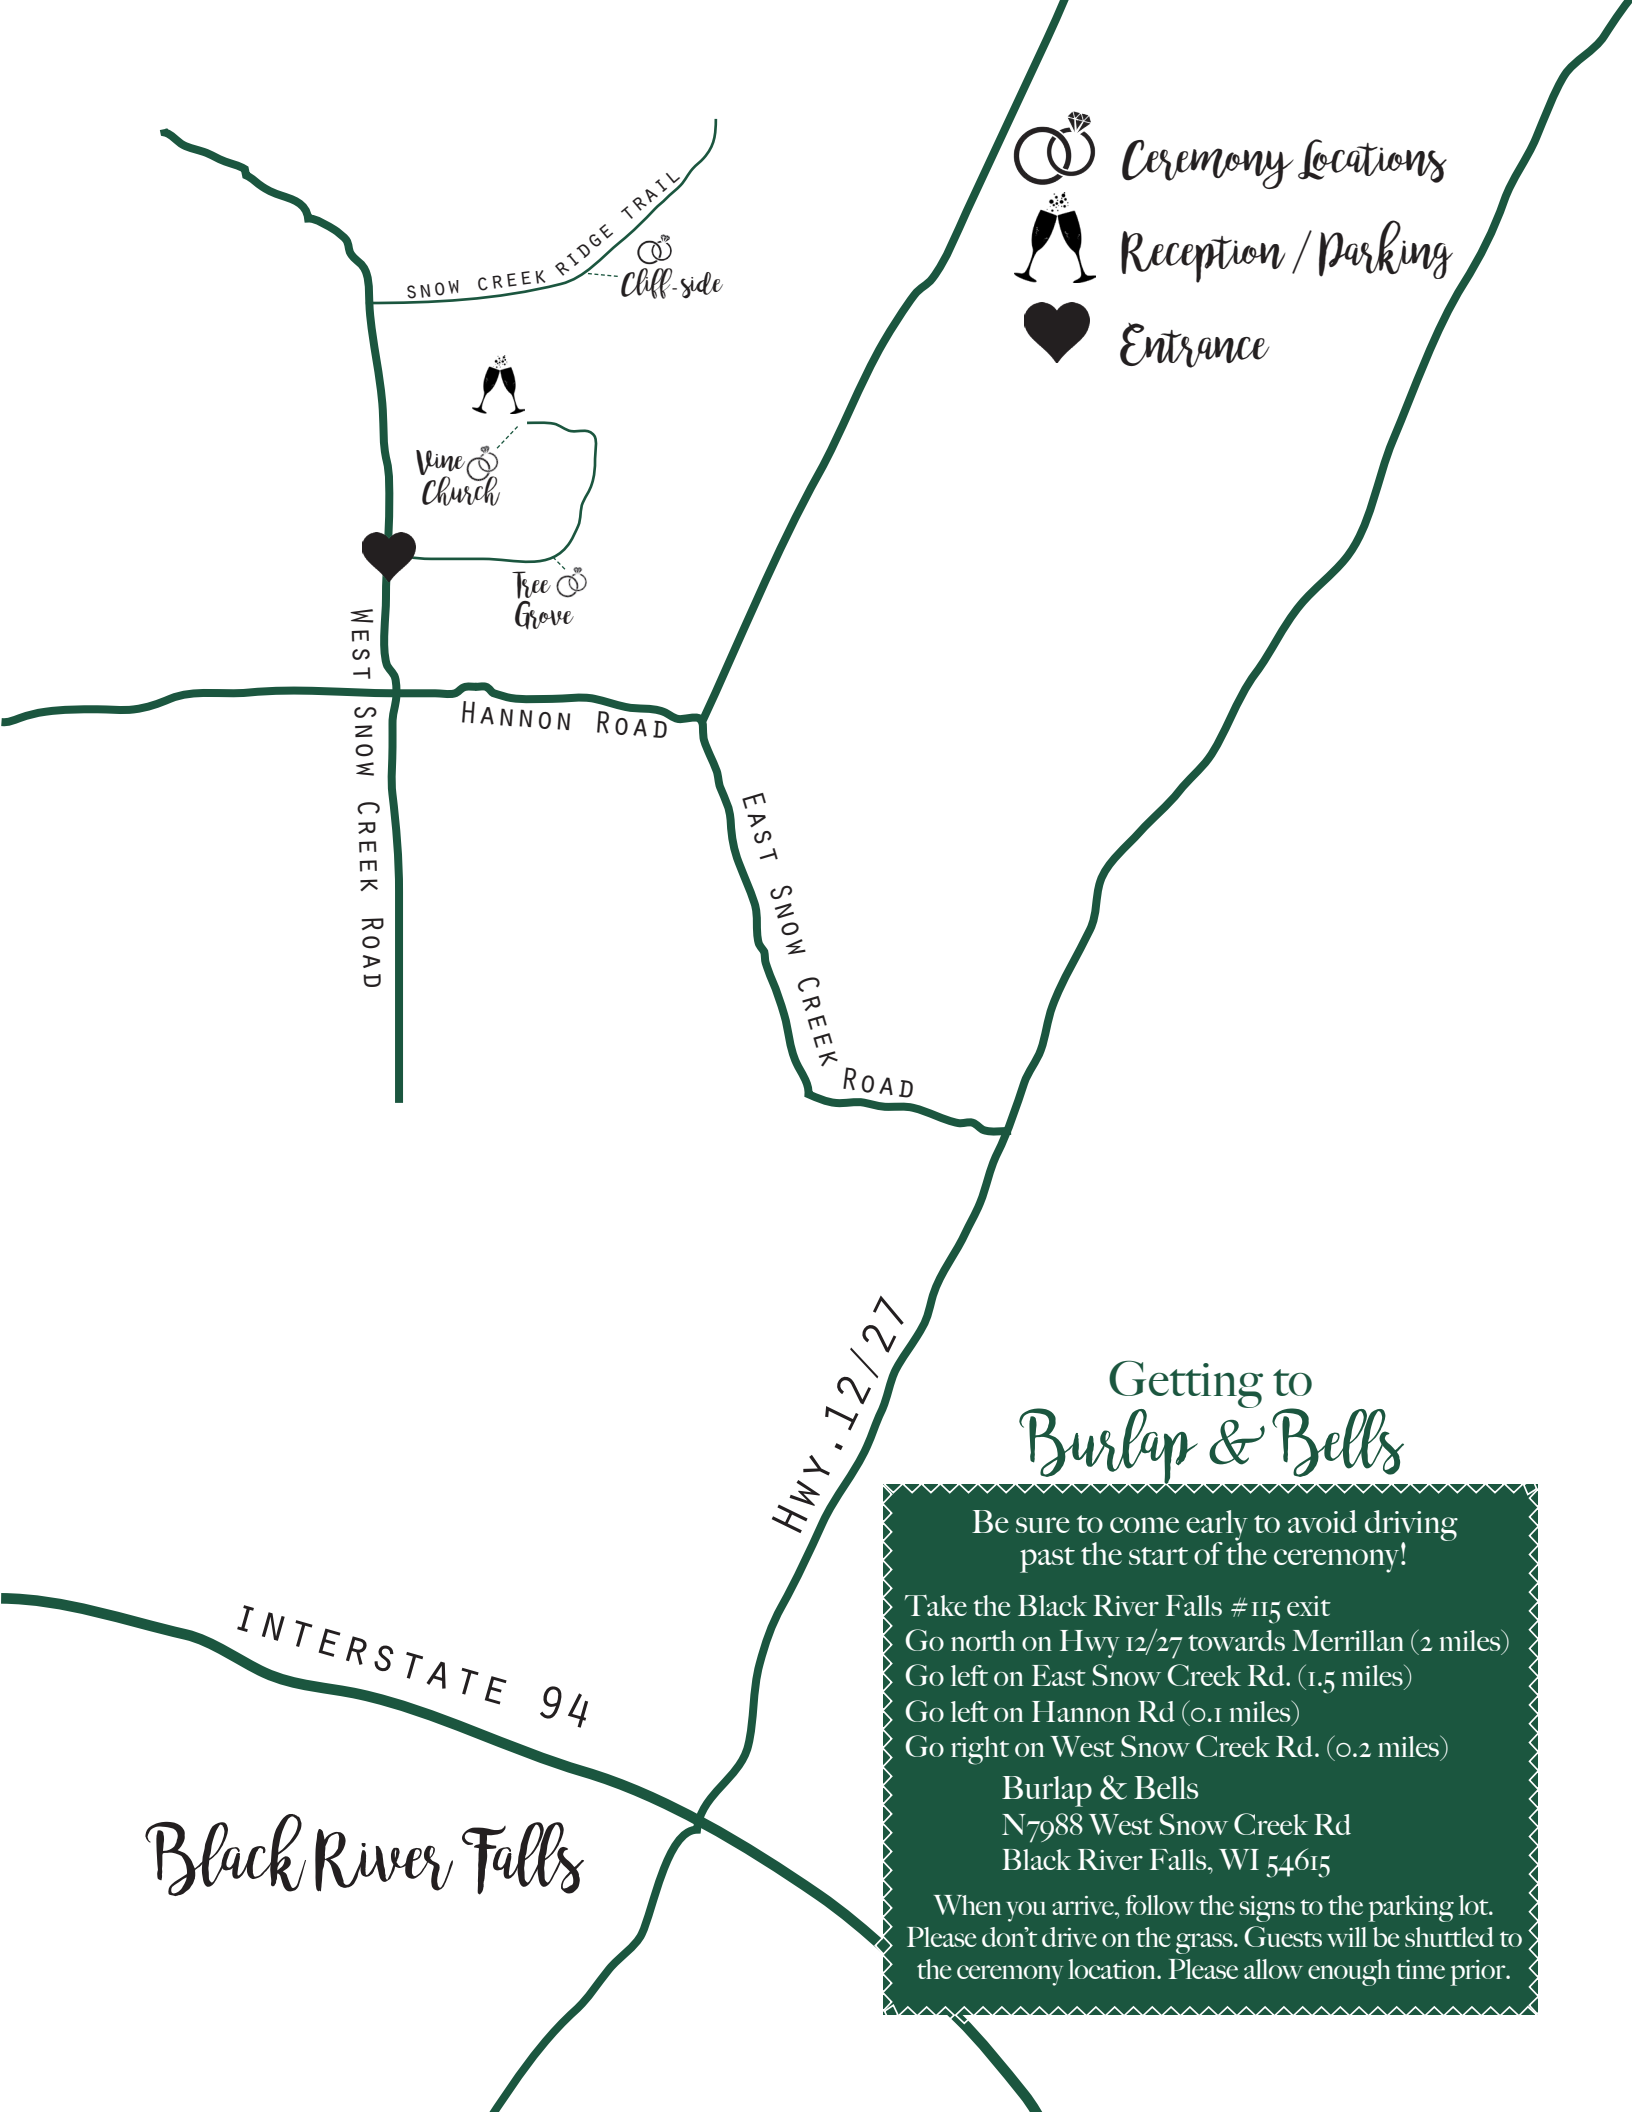 Ceremony Locations
Reception / Parking
Entrance
SNOW CREEK RIDGE TRAIL
Cliff-side
Vine
Church
Tree
Grove
WEST SNOW CREEK ROAD
HANNON ROAD
EAST SNOW CREEK ROAD
HWY.12/27
INTERSTATE 94
Black River Falls
Getting to
Burlap & Bells
Be sure to come early to avoid driving
past the start of the ceremony!
Take the Black River Falls #115 exit
Go north on Hwy 12/27 towards Merrillan (2 miles)
Go left on East Snow Creek Rd. (1.5 miles)
Go left on Hannon Rd (0.1 miles)
Go right on West Snow Creek Rd. (0.2 miles)
Burlap & Bells
N7988 West Snow Creek Rd
Black River Falls, WI 54615
When you arrive, follow the signs to the parking lot.
Please don't drive on the grass. Guests will be shuttled to
the ceremony location. Please allow enough time prior.